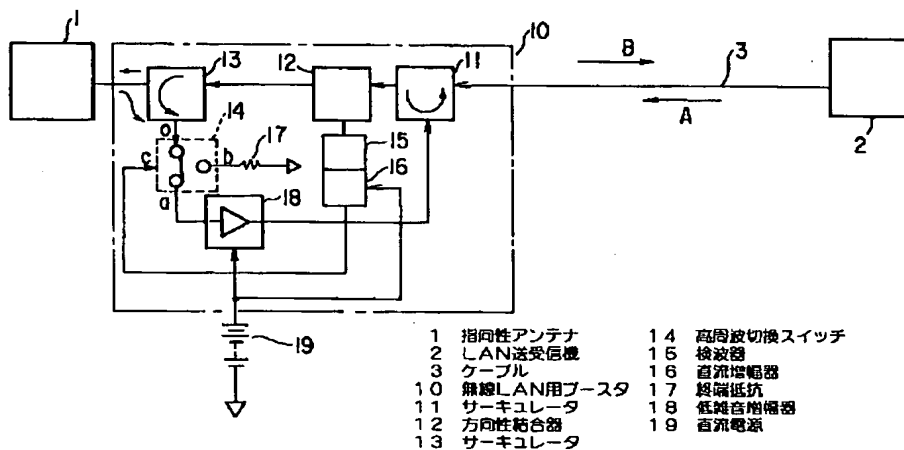 1
13
12
11
10
B
3
A
2
14
o
c
b
a
17
15
16
18
19
1 指向性アンテナ
2 LAN送受信機
3 ケーブル
10 無線LAN用ブースタ
11 サーキュレータ
12 方向性結合器
13 サーキュレータ
14 高周波切換スイッチ
15 検波器
16 直流増幅器
17 終端抵抗
18 低雑音増幅器
19 直流電源